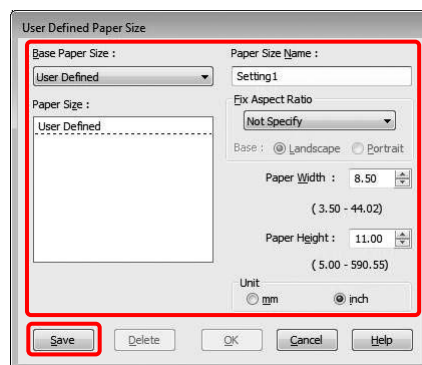 User Defined Paper Size
Base Paper Size :
User Defined
Paper Size :
User Defined
Paper Size Name :
Setting1
Fix Aspect Ratio
Not Specify
Base : Landscape Portrait
Paper Width : 8.50
( 3.50 - 44.02)
Paper Height : 11.00
( 5.00 - 590.55)
Unit
mm inch
Save Delete OK Cancel Help